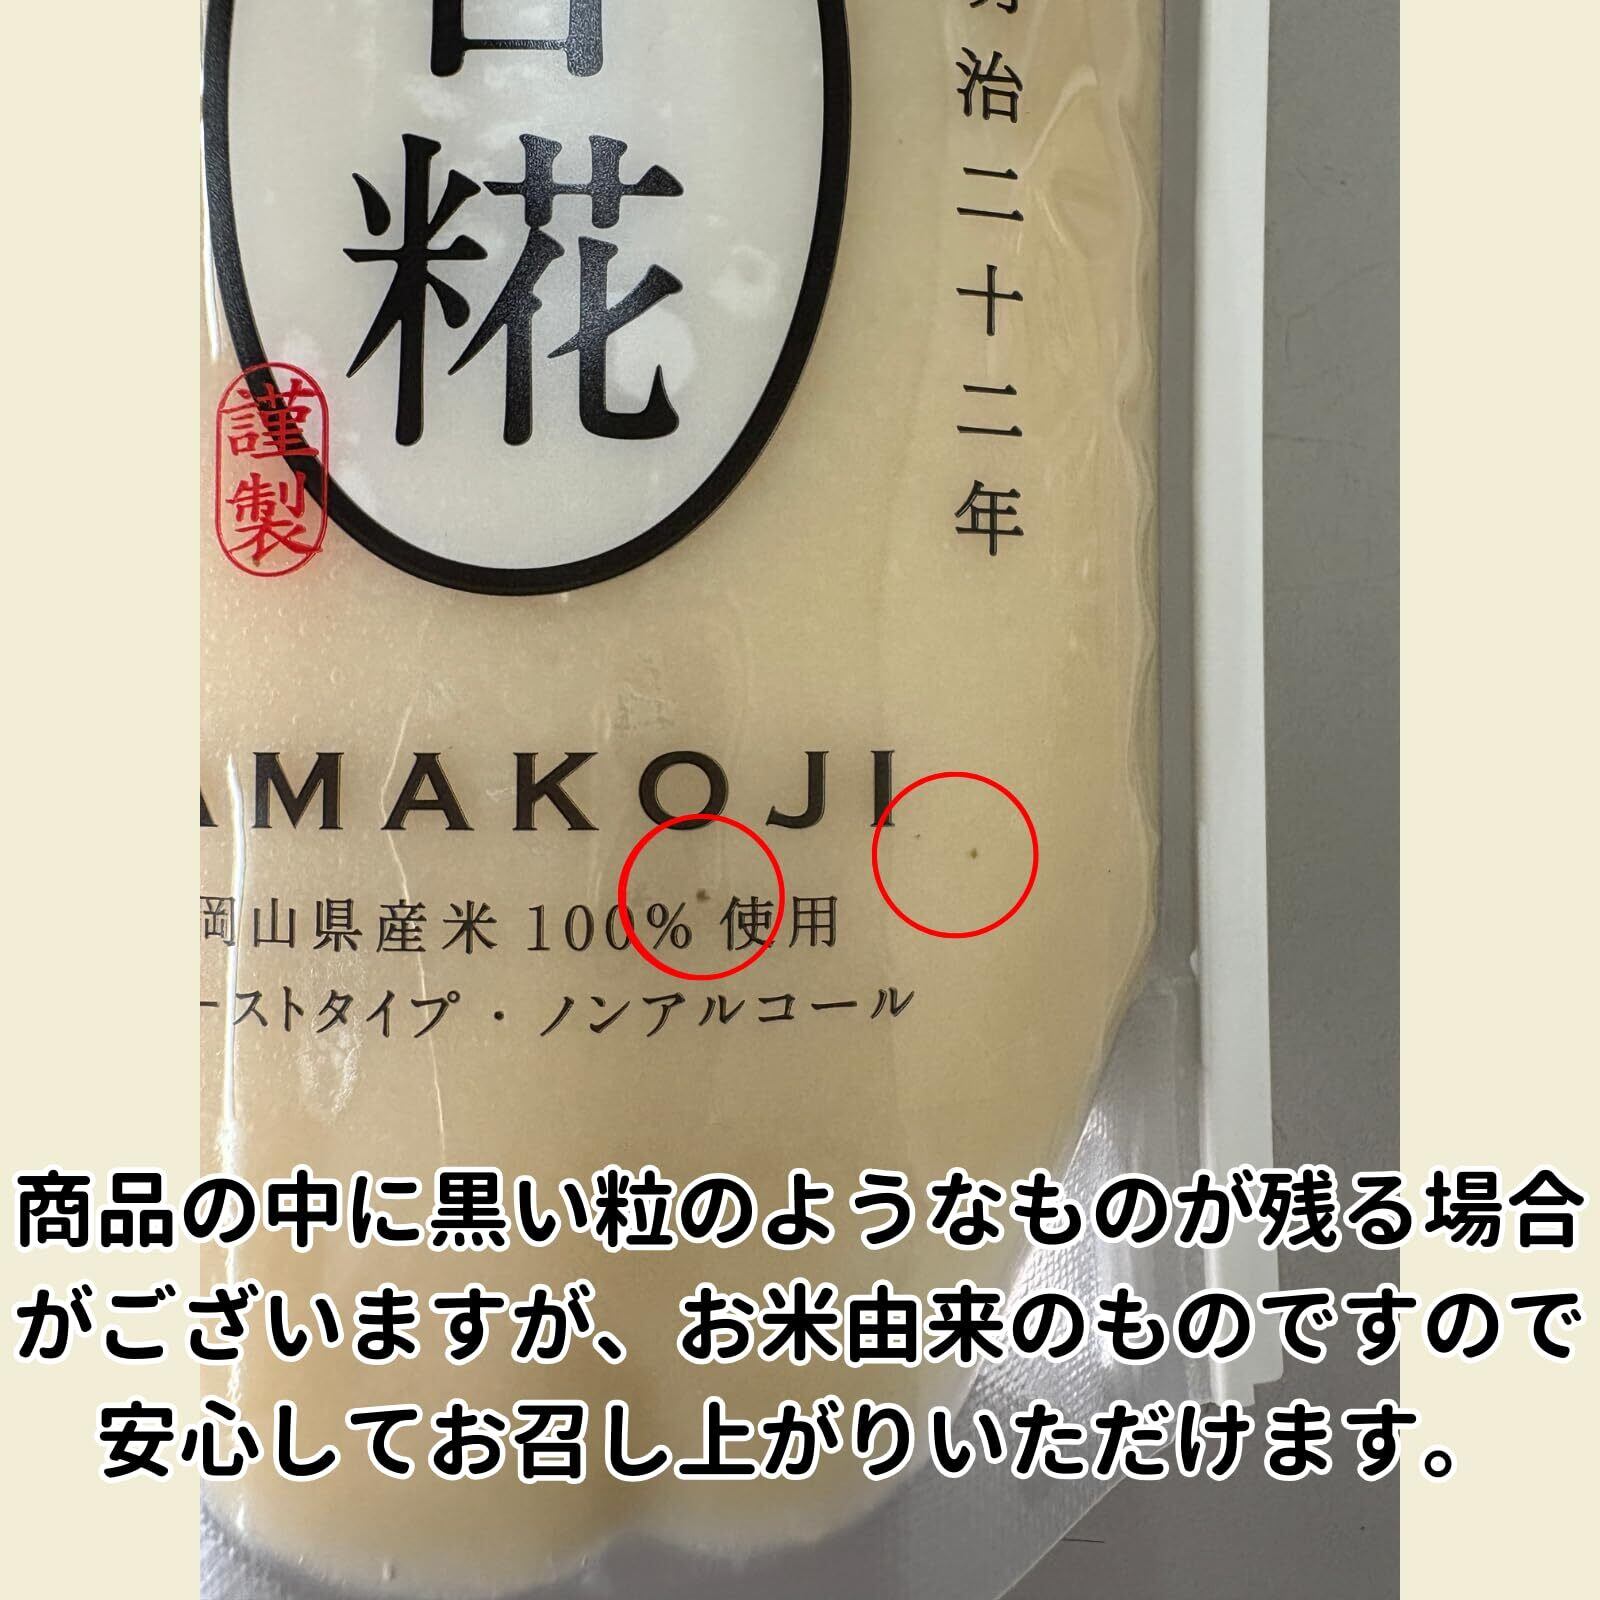 糀
謹製
治二十二年
AMAKOJI
岡山県産米100%使用
ーストタイプ・ノンアルコール
商品の中に黒い粒のようなものが残る場合
がございますが、お米由来のものですので
安心してお召し上がりいただけます。